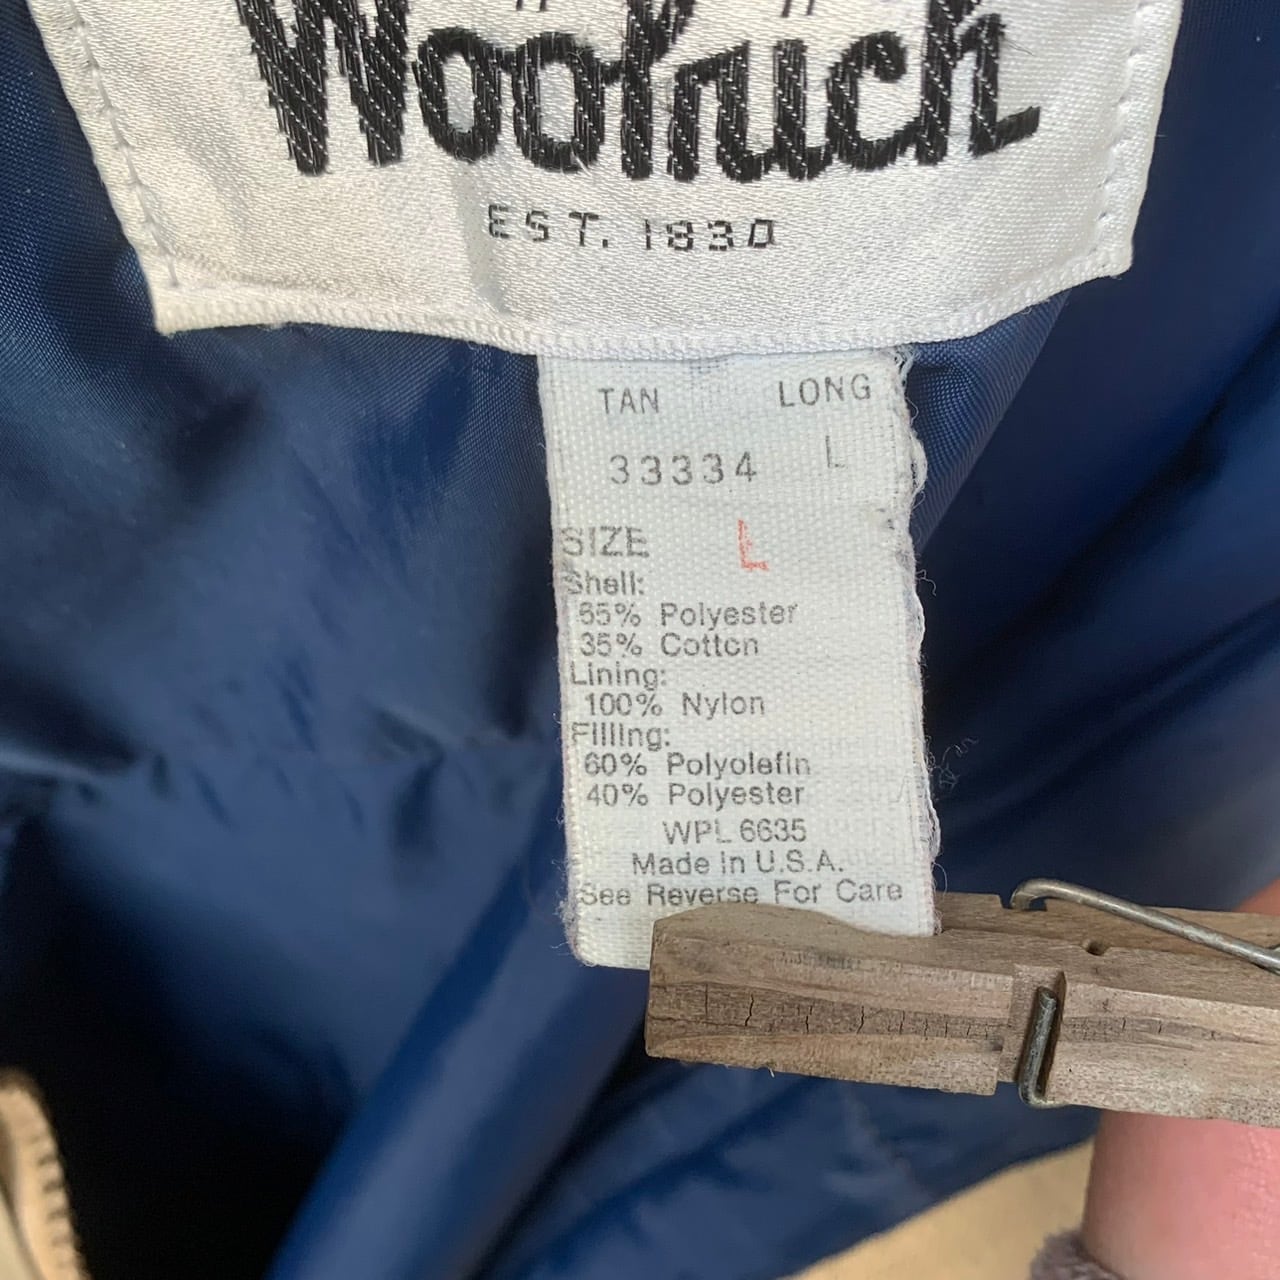 Woolrich
EST. 1830
TAN LONG
33334 L
SIZE L
Shell:
65% Polyester
35% Cotton
Lining:
100% Nylon
Filling:
60% Polyolefin
40% Polyester
WPL 6635
Made in U.S.A.
See Reverse For Care